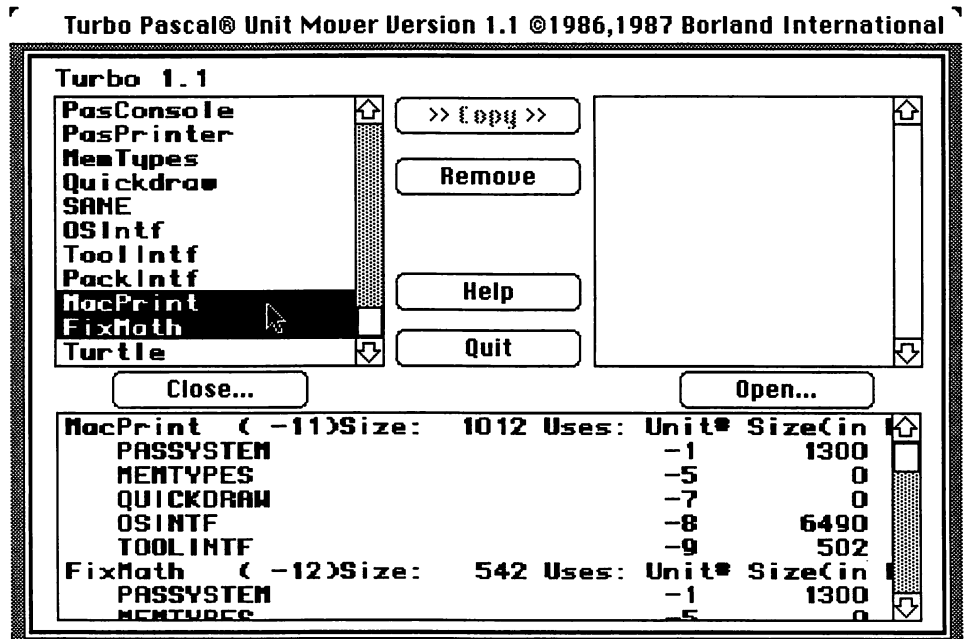 Turbo Pascal® Unit Mover Version 1.1 ©1986,1987 Borland International
Turbo 1.1
PasConsole
PasPrinter
MemTypes
Quickdraw
SANE
OSIntf
ToolIntf
PackIntf
MacPrint
FixMath
Turtle
>> Copy >>
Remove
Help
Quit
Close...
Open...
MacPrint ( -11)Size: 1012 Uses: Unit# Size(in
PASSYSTEM -1 1300
MEMTYPES -5 0
QUICKDRAW -7 0
OSINTF -8 6490
TOOLINTF -9 502
FixMath ( -12)Size: 542 Uses: Unit# Size(in
PASSYSTEM -1 1300
MEMTYPES -5 0